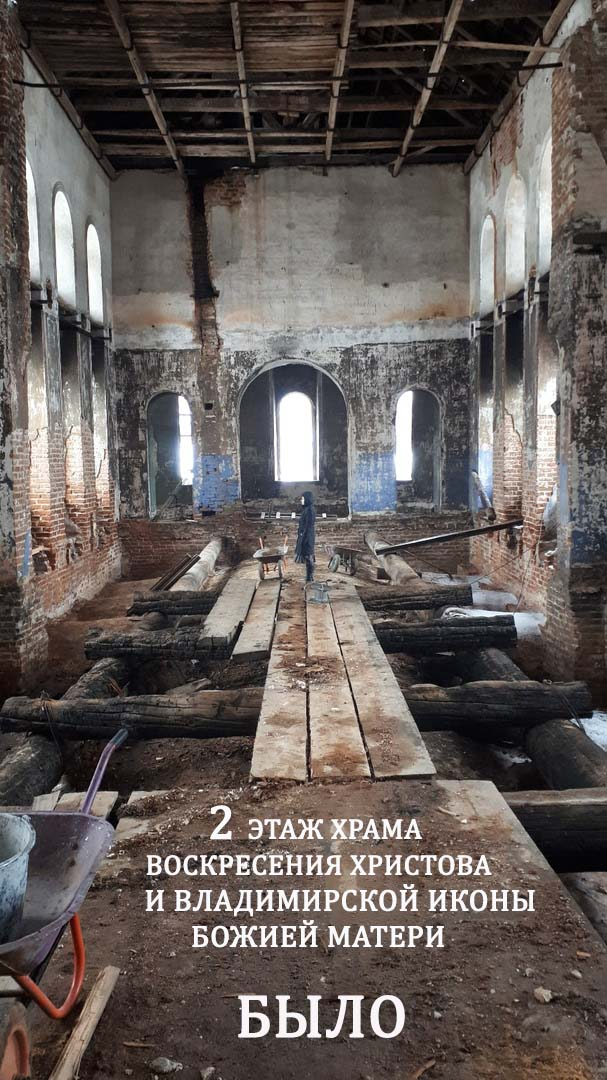 2 ЭТАЖ ХРАМА
ВОСКРЕСЕНИЯ ХРИСТОВА
И ВЛАДИМИРСКОЙ ИКОНЫ
БОЖИЕЙ МАТЕРИ
БЫЛО